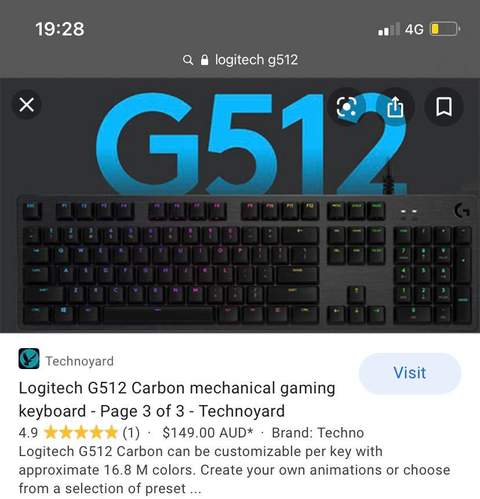 19:28
4G
logitech g512
G512
Technoyard
Visit
Logitech G512 Carbon mechanical gaming
keyboard - Page 3 of 3 - Technoyard
4.9 ★★★★★ (1) · $149.00 AUD* · Brand: Techno
Logitech G512 Carbon can be customizable per key with
approximate 16.8 M colors. Create your own animations or choose
from a selection of preset ...